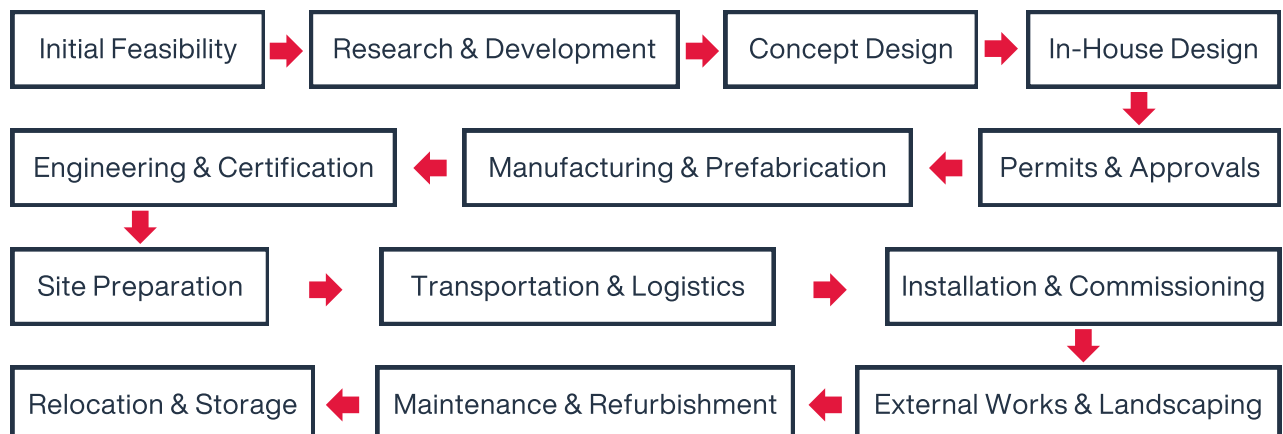 Initial Feasibility
Research & Development
Concept Design
In-House Design
Permits & Approvals
Manufacturing & Prefabrication
Engineering & Certification
Site Preparation
Transportation & Logistics
Installation & Commissioning
External Works & Landscaping
Maintenance & Refurbishment
Relocation & Storage